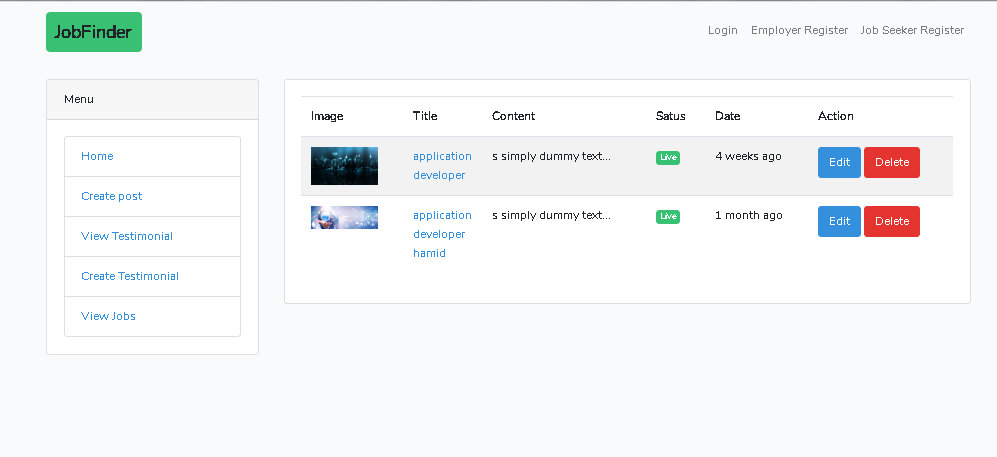 JobFinder
Login Employer Register Job Seeker Register
Menu
Home
Create post
View Testimonial
Create Testimonial
View Jobs
Image Title Content Satus Date Action
application s simply dummy text... Live 4 weeks ago Edit Delete
developer
application s simply dummy text... Live 1 month ago Edit Delete
developer
hamid